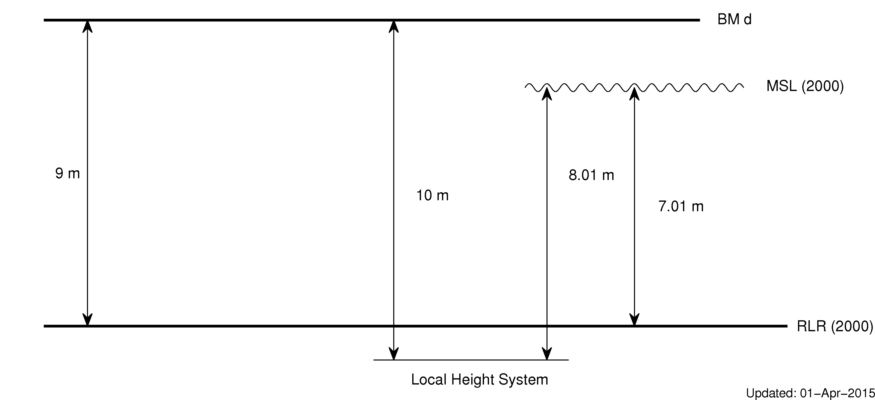 BM d
MSL (2000)
9 m
8.01 m
10 m
7.01 m
RLR (2000)
Local Height System
Updated: 01−Apr−2015